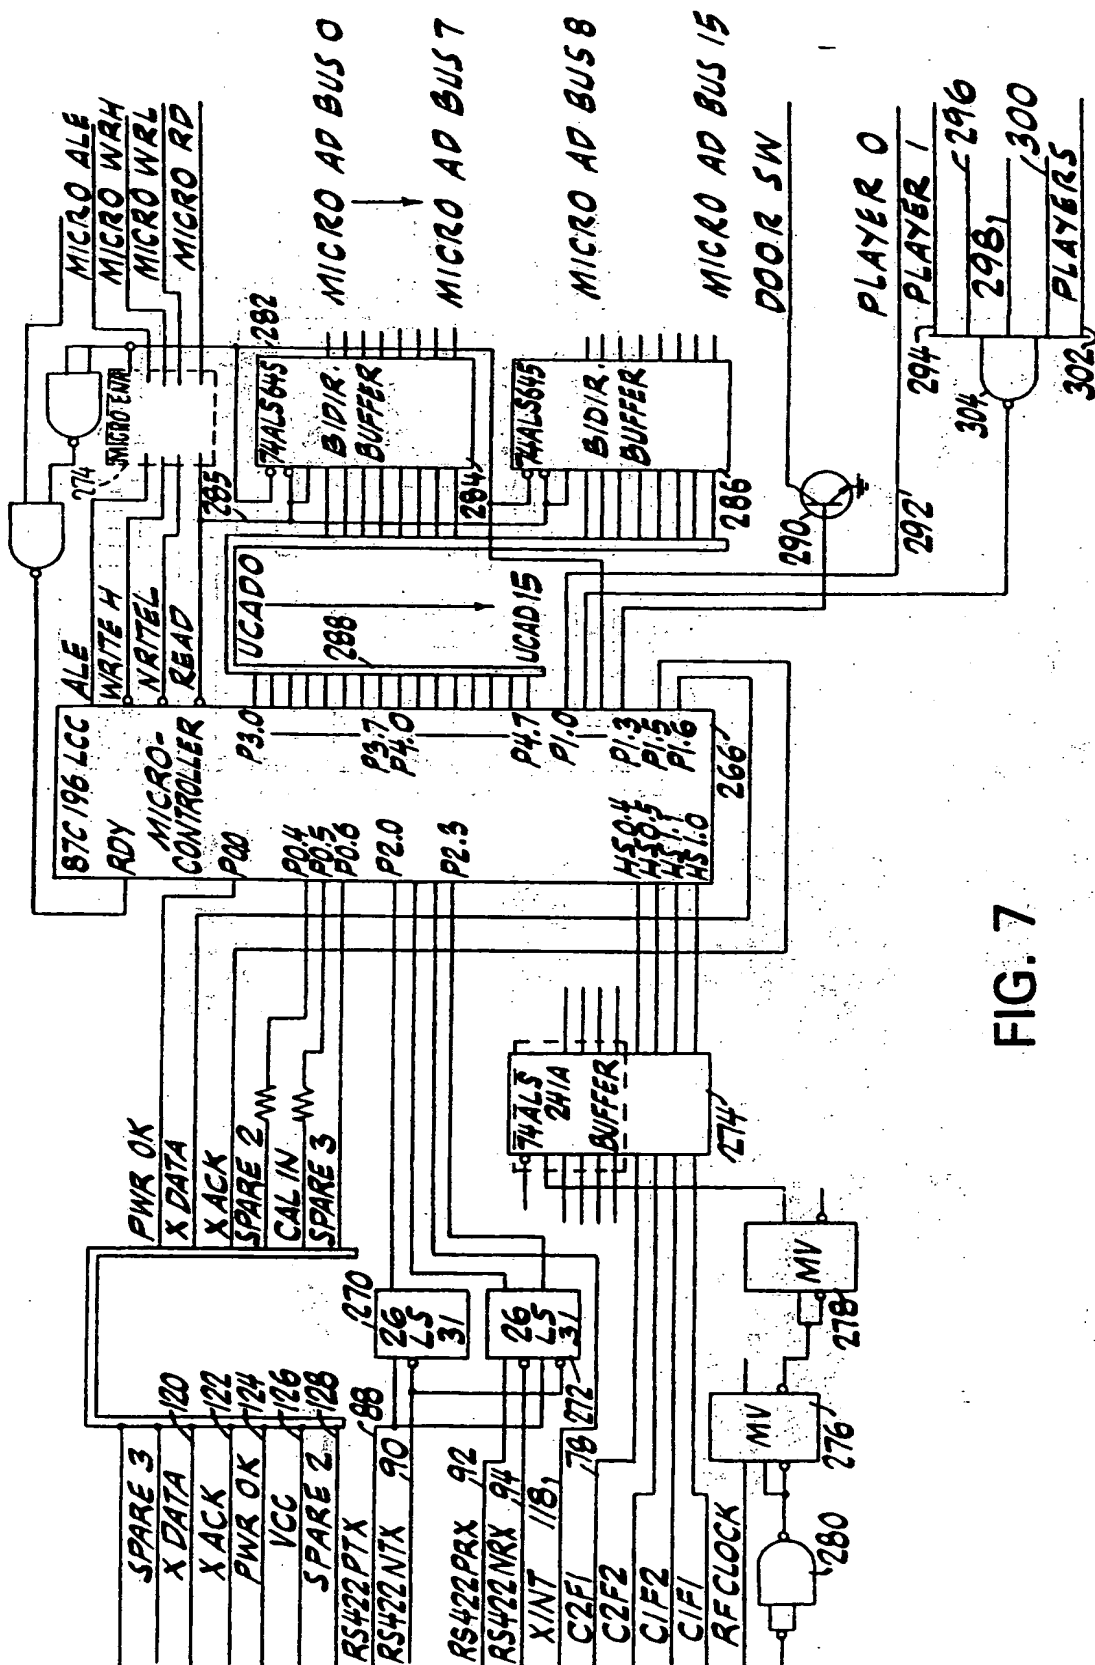 MICRO ALE
MICRO WRH
MICRO WRL
MICRO RD
MICRO AD BUS 0
MICRO AD BUS 7
MICRO AD BUS 8
MICRO AD BUS 15
DOOR SW
PLAYER 0
PLAYER 1
296
298
300
PLAYERS
294
304
302
292
290
282
74ALS645
BIDIR.
BUFFER
284
74ALS645
BIDIR.
BUFFER
286
274
MICRO ENA
285
UCAD0
288
UCAD15
ALE
WRITE H
NRITEL
READ
87C196 LCC
RDY
MICRO-
CONTROLLER
P0.0
P0.4
P0.5
P0.6
P2.0
P2.3
HS0.4
HS0.5
HS1.1
HS1.0
P3.0
P3.7
P4.0
P4.7
P1.0
P1.3
P1.5
P1.6
266
PWR OK
X DATA
X ACK
SPARE 2
CAL IN
SPARE 3
74ALS
241A
BUFFER
274
270
26
LS
31
26
LS
31
272
MV
278
MV
276
280
SPARE 3
X DATA
120
X ACK
122
PWR OK
124
VCC
126
SPARE 2
128
RS422PTX
88
RS422NTX
90
RS422PRX
92
RS422NRX
94
XINT
118
C2F1
78
C2F2
C1F2
C1F1
RF CLOCK
FIG. 7